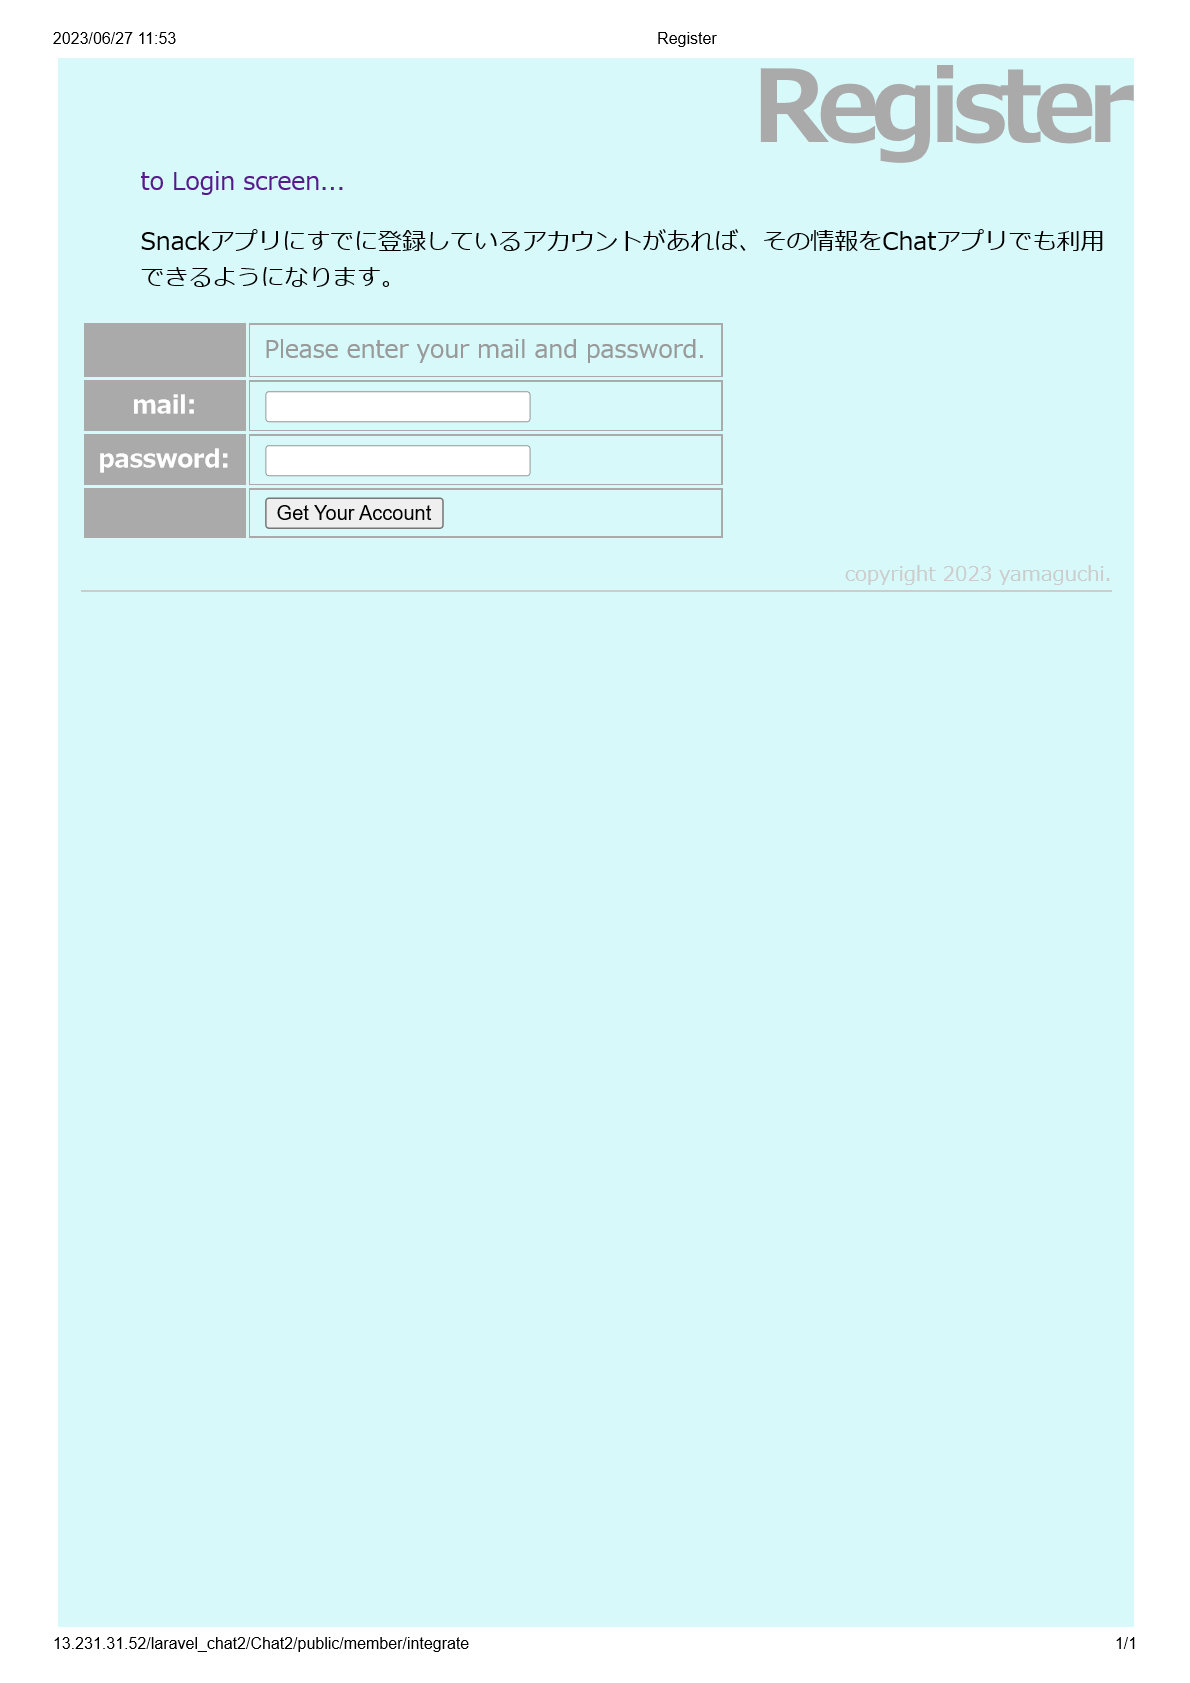 2023/06/27 11:53
Register
Register
to Login screen...
Snackアプリにすでに登録しているアカウントがあれば、その情報をChatアプリでも利用
できるようになります。
Please enter your mail and password.
mail:
password:
Get Your Account
copyright 2023 yamaguchi.
13.231.31.52/laravel_chat2/Chat2/public/member/integrate
1/1